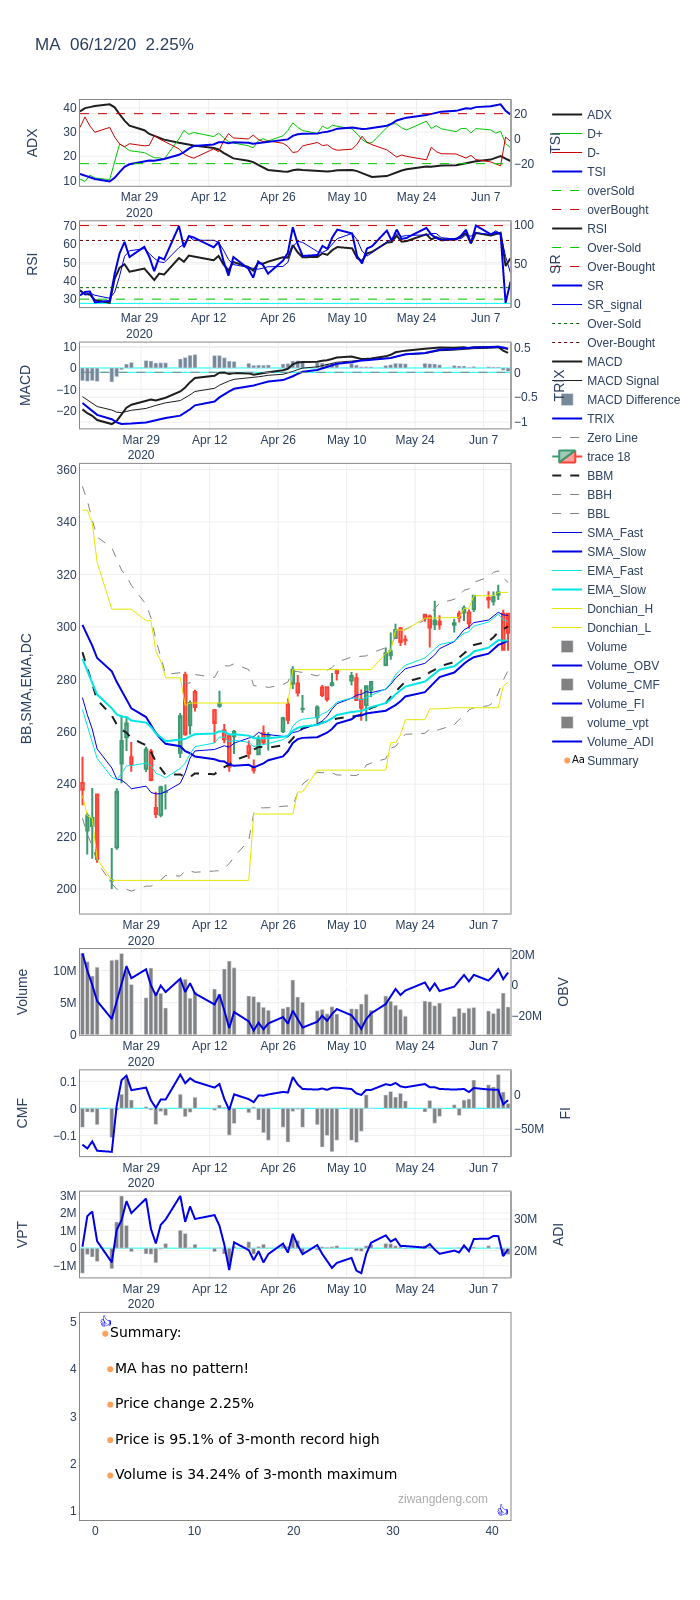 MA 06/12/20 2.25%
ADX
40
30
20
10
20
0
−20
TSI
Mar 29 Apr 12 Apr 26 May 10 May 24 Jun 7
2020
RSI
70
60
50
40
30
100
50
0
SR
Mar 29 Apr 12 Apr 26 May 10 May 24 Jun 7
2020
MACD
10
0
−10
−20
0.5
0
−0.5
−1
TRIX
Mar 29 Apr 12 Apr 26 May 10 May 24 Jun 7
2020
BB,SMA,EMA,DC
360
340
320
300
280
260
240
220
200
Mar 29 Apr 12 Apr 26 May 10 May 24 Jun 7
2020
Volume
10M
5M
0
20M
0
−20M
OBV
Mar 29 Apr 12 Apr 26 May 10 May 24 Jun 7
2020
CMF
0.1
0
−0.1
0
−50M
FI
Mar 29 Apr 12 Apr 26 May 10 May 24 Jun 7
2020
VPT
3M
2M
1M
0
−1M
30M
20M
ADI
Mar 29 Apr 12 Apr 26 May 10 May 24 Jun 7
2020
5
4
3
2
1
Summary:
MA has no pattern!
Price change 2.25%
Price is 95.1% of 3-month record high
Volume is 34.24% of 3-month maximum
ziwangdeng.com
0 10 20 30 40
ADX
D+
D-
TSI
overSold
overBought
RSI
Over-Sold
Over-Bought
SR
SR_signal
Over-Sold
Over-Bought
MACD
MACD Signal
MACD Difference
TRIX
Zero Line
trace 18
BBM
BBH
BBL
SMA_Fast
SMA_Slow
EMA_Fast
EMA_Slow
Donchian_H
Donchian_L
Volume
Volume_OBV
Volume_CMF
Volume_FI
volume_vpt
Volume_ADI
Aa Summary